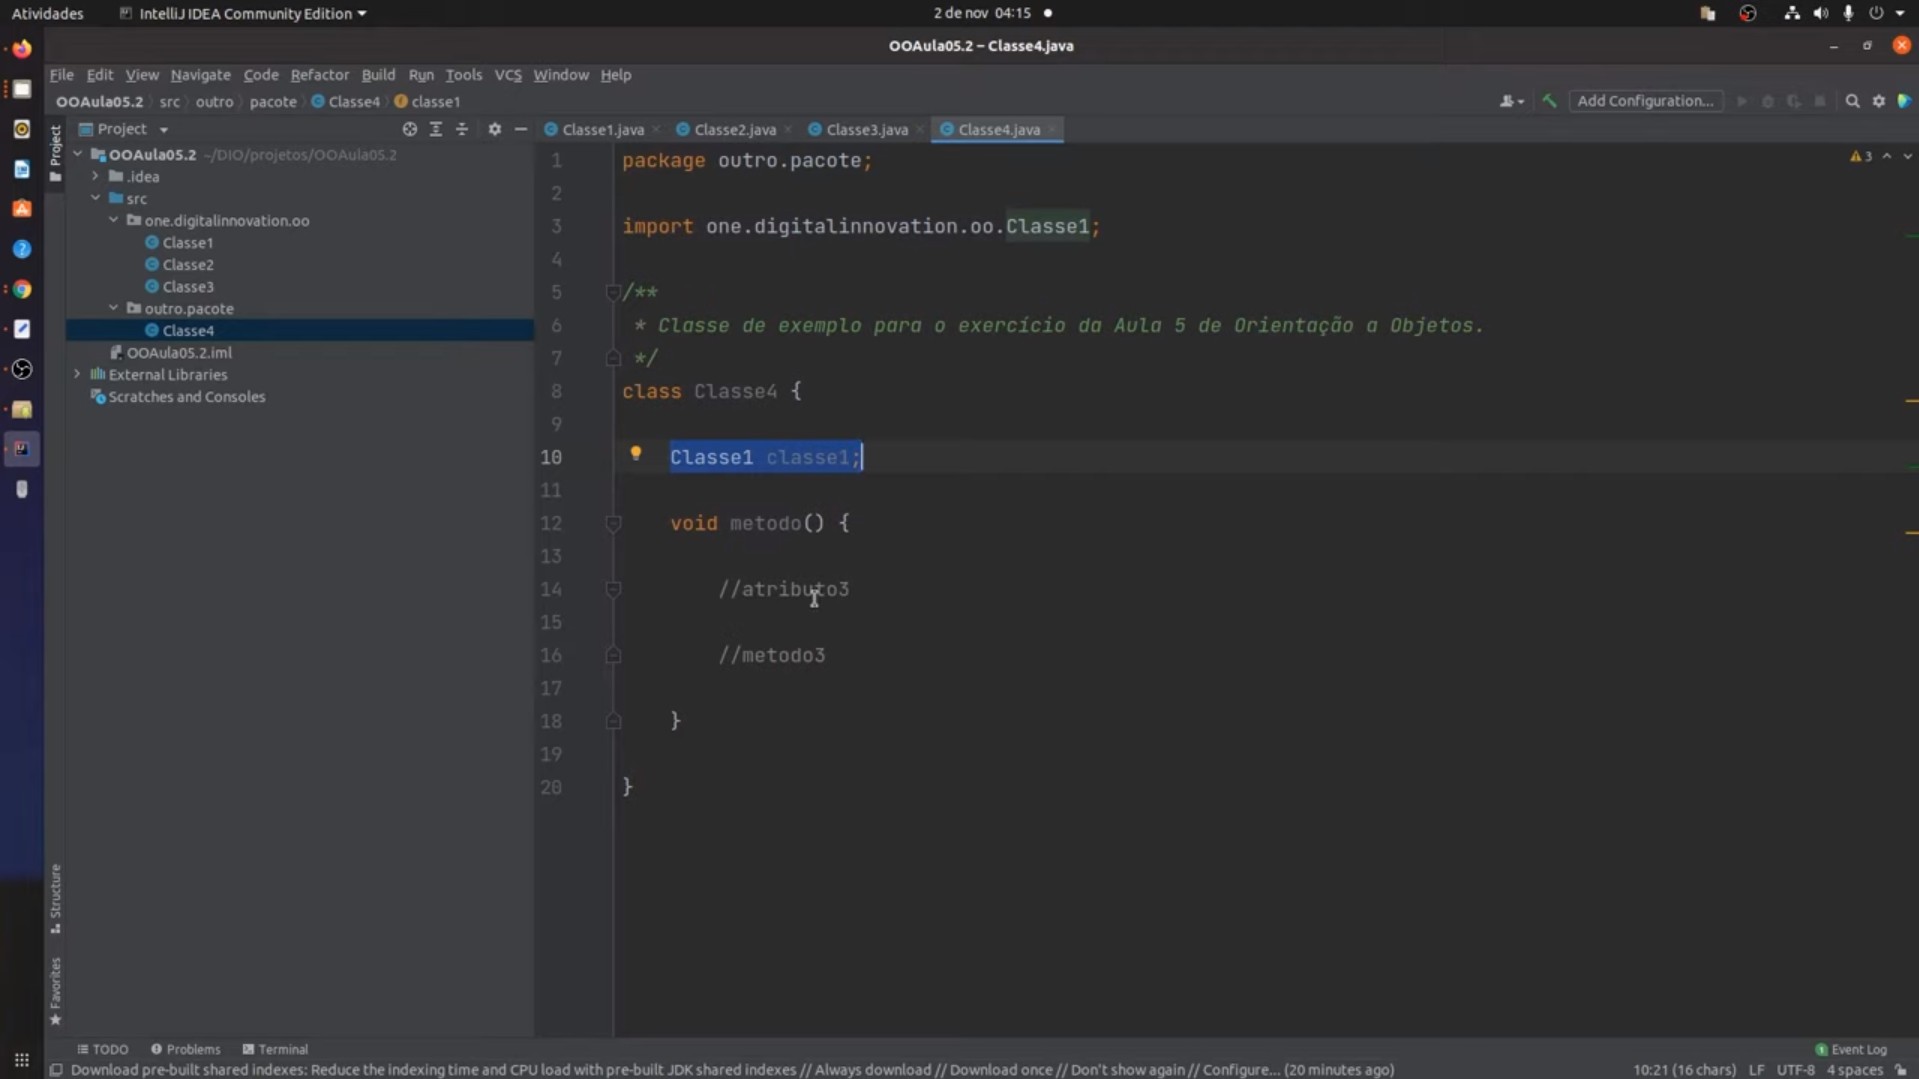 Atividades
IntelliJ IDEA Community Edition
2 de nov 04:15
OOAula05.2 – Classe4.java
File Edit View Navigate Code Refactor Build Run Tools VCS Window Help
OOAula05.2 src outro pacote Classe4 classe1
Add Configuration...
Project
Project
OOAula05.2 ~/DIO/projetos/OOAula05.2
.idea
src
one.digitalinnovation.oo
Classe1
Classe2
Classe3
outro.pacote
Classe4
OOAula05.2.iml
External Libraries
Scratches and Consoles
Structure
Favorites
Classe1.java Classe2.java Classe3.java Classe4.java
3
1 package outro.pacote;
2
3 import one.digitalinnovation.oo.Classe1;
4
5 /**
6 * Classe de exemplo para o exercício da Aula 5 de Orientação a Objetos.
7 */
8 class Classe4 {
9
10 Classe1 classe1;
11
12 void metodo() {
13
14 //atributo3
15
16 //metodo3
17
18 }
19
20 }
TODO Problems Terminal
1 Event Log
Download pre-built shared indexes: Reduce the indexing time and CPU load with pre-built JDK shared indexes // Always download // Download once // Don't show again // Configure... (20 minutes ago)
10:21 (16 chars) LF UTF-8 4 spaces